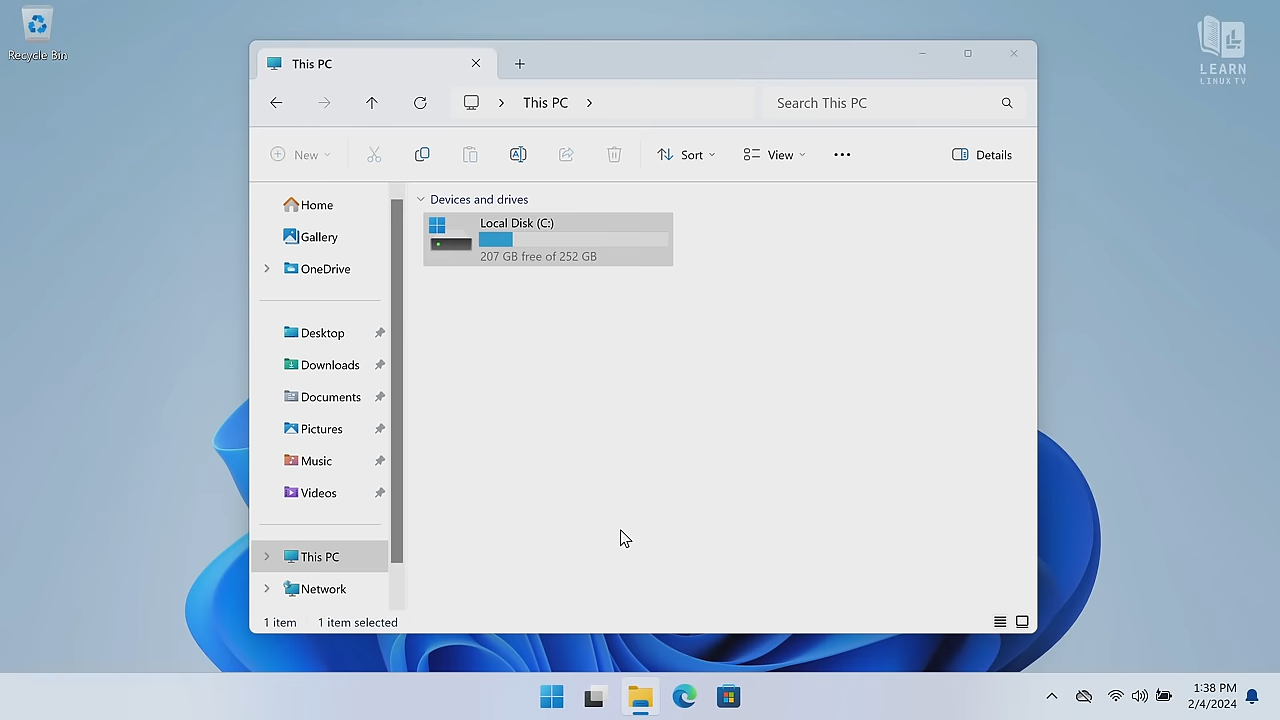 Recycle Bin
LEARN
LINUX TV
This PC
This PC
Search This PC
New
Sort
View
Details
Home
Gallery
OneDrive
Desktop
Downloads
Documents
Pictures
Music
Videos
This PC
Network
Devices and drives
Local Disk (C:)
207 GB free of 252 GB
1 item
1 item selected
1:38 PM
2/4/2024